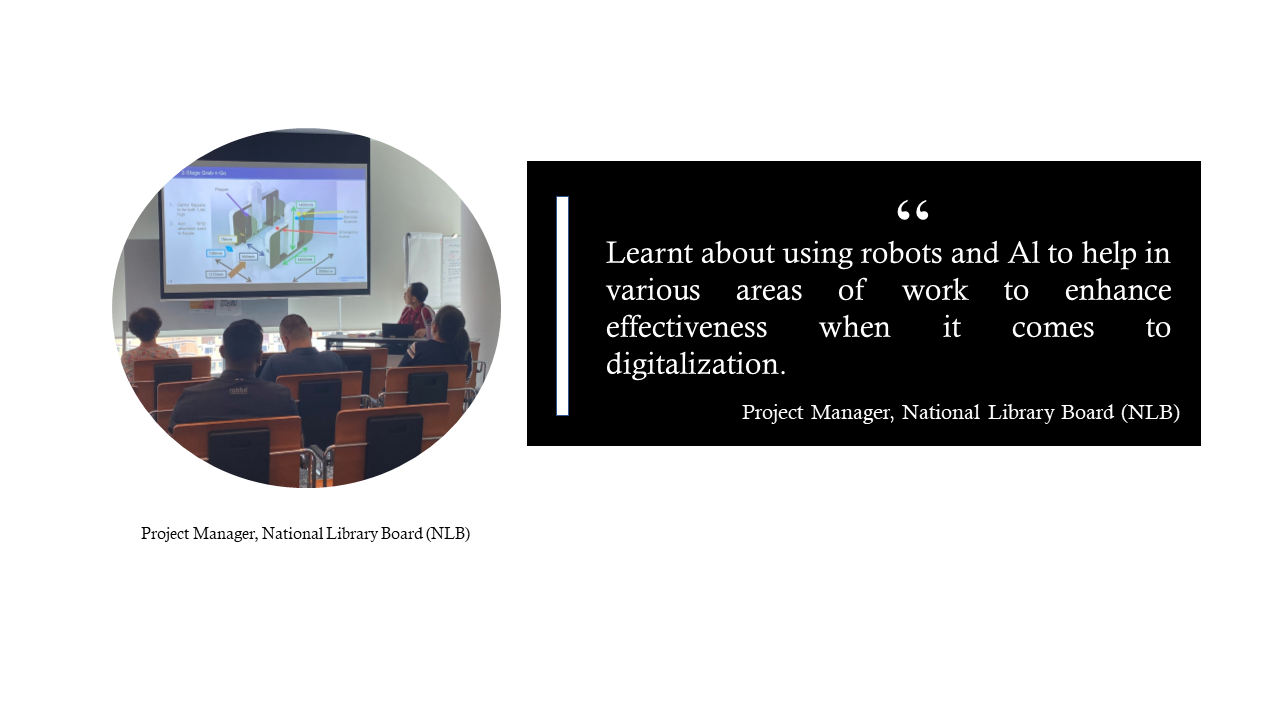 “
Learnt about using robots and Al to help in
various areas of work to enhance
effectiveness when it comes to
digitalization.
Project Manager, National Library Board (NLB)
Project Manager, National Library Board (NLB)